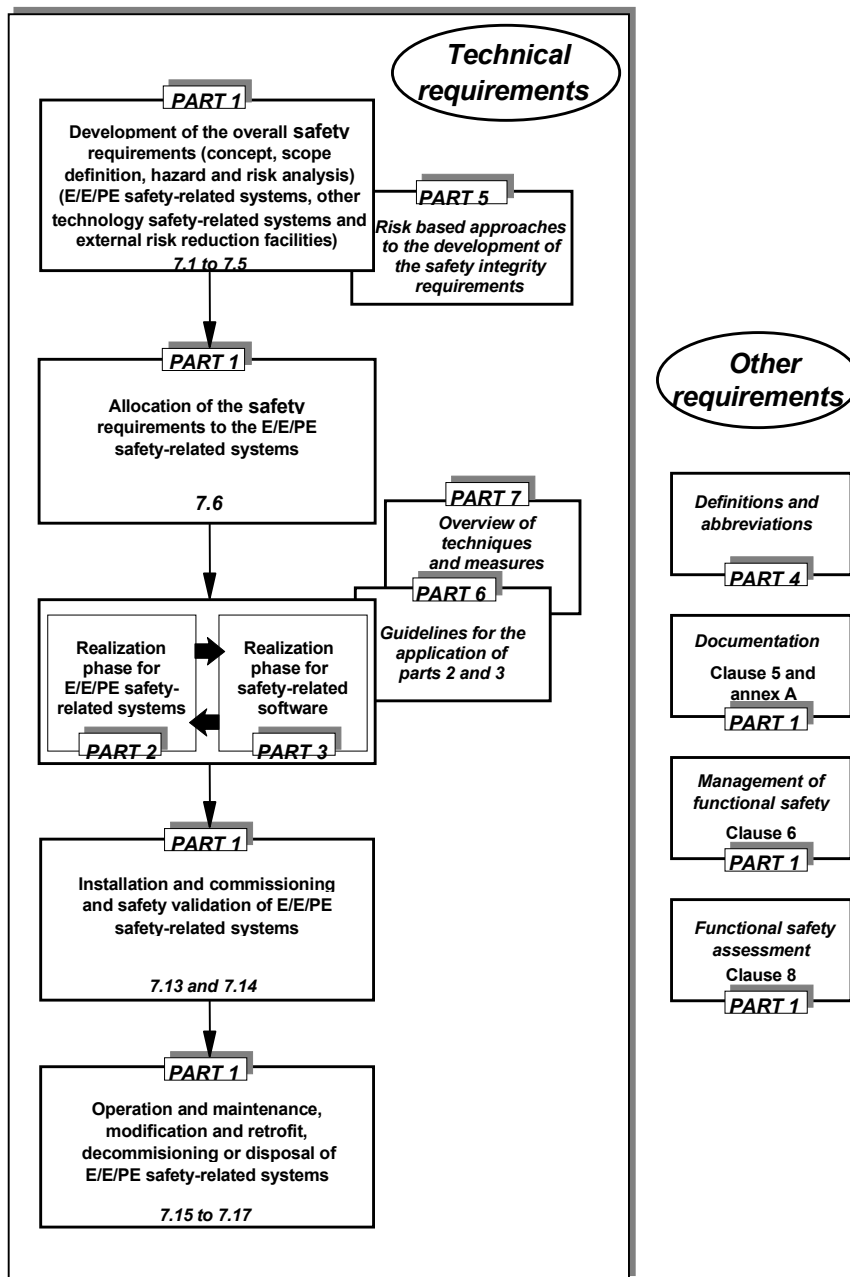 Technical
requirements
PART 1
Development of the overall safety
requirements (concept, scope
definition, hazard and risk analysis)
(E/E/PE safety-related systems, other
technology safety-related systems and
external risk reduction facilities)
7.1 to 7.5
PART 5
Risk based approaches
to the development of
the safety integrity
requirements
PART 1
Allocation of the safety
requirements to the E/E/PE
safety-related systems
7.6
PART 7
Overview of
techniques
and measures
PART 6
Guidelines for the
application of
parts 2 and 3
Realization
phase for
E/E/PE safety-
related systems
PART 2
Realization
phase for
safety-related
software
PART 3
PART 1
Installation and commissioning
and safety validation of E/E/PE
safety-related systems
7.13 and 7.14
PART 1
Operation and maintenance,
modification and retrofit,
decommisioning or disposal of
E/E/PE safety-related systems
7.15 to 7.17
Other
requirements
Definitions and
abbreviations
PART 4
Documentation
Clause 5 and
annex A
PART 1
Management of
functional safety
Clause 6
PART 1
Functional safety
assessment
Clause 8
PART 1